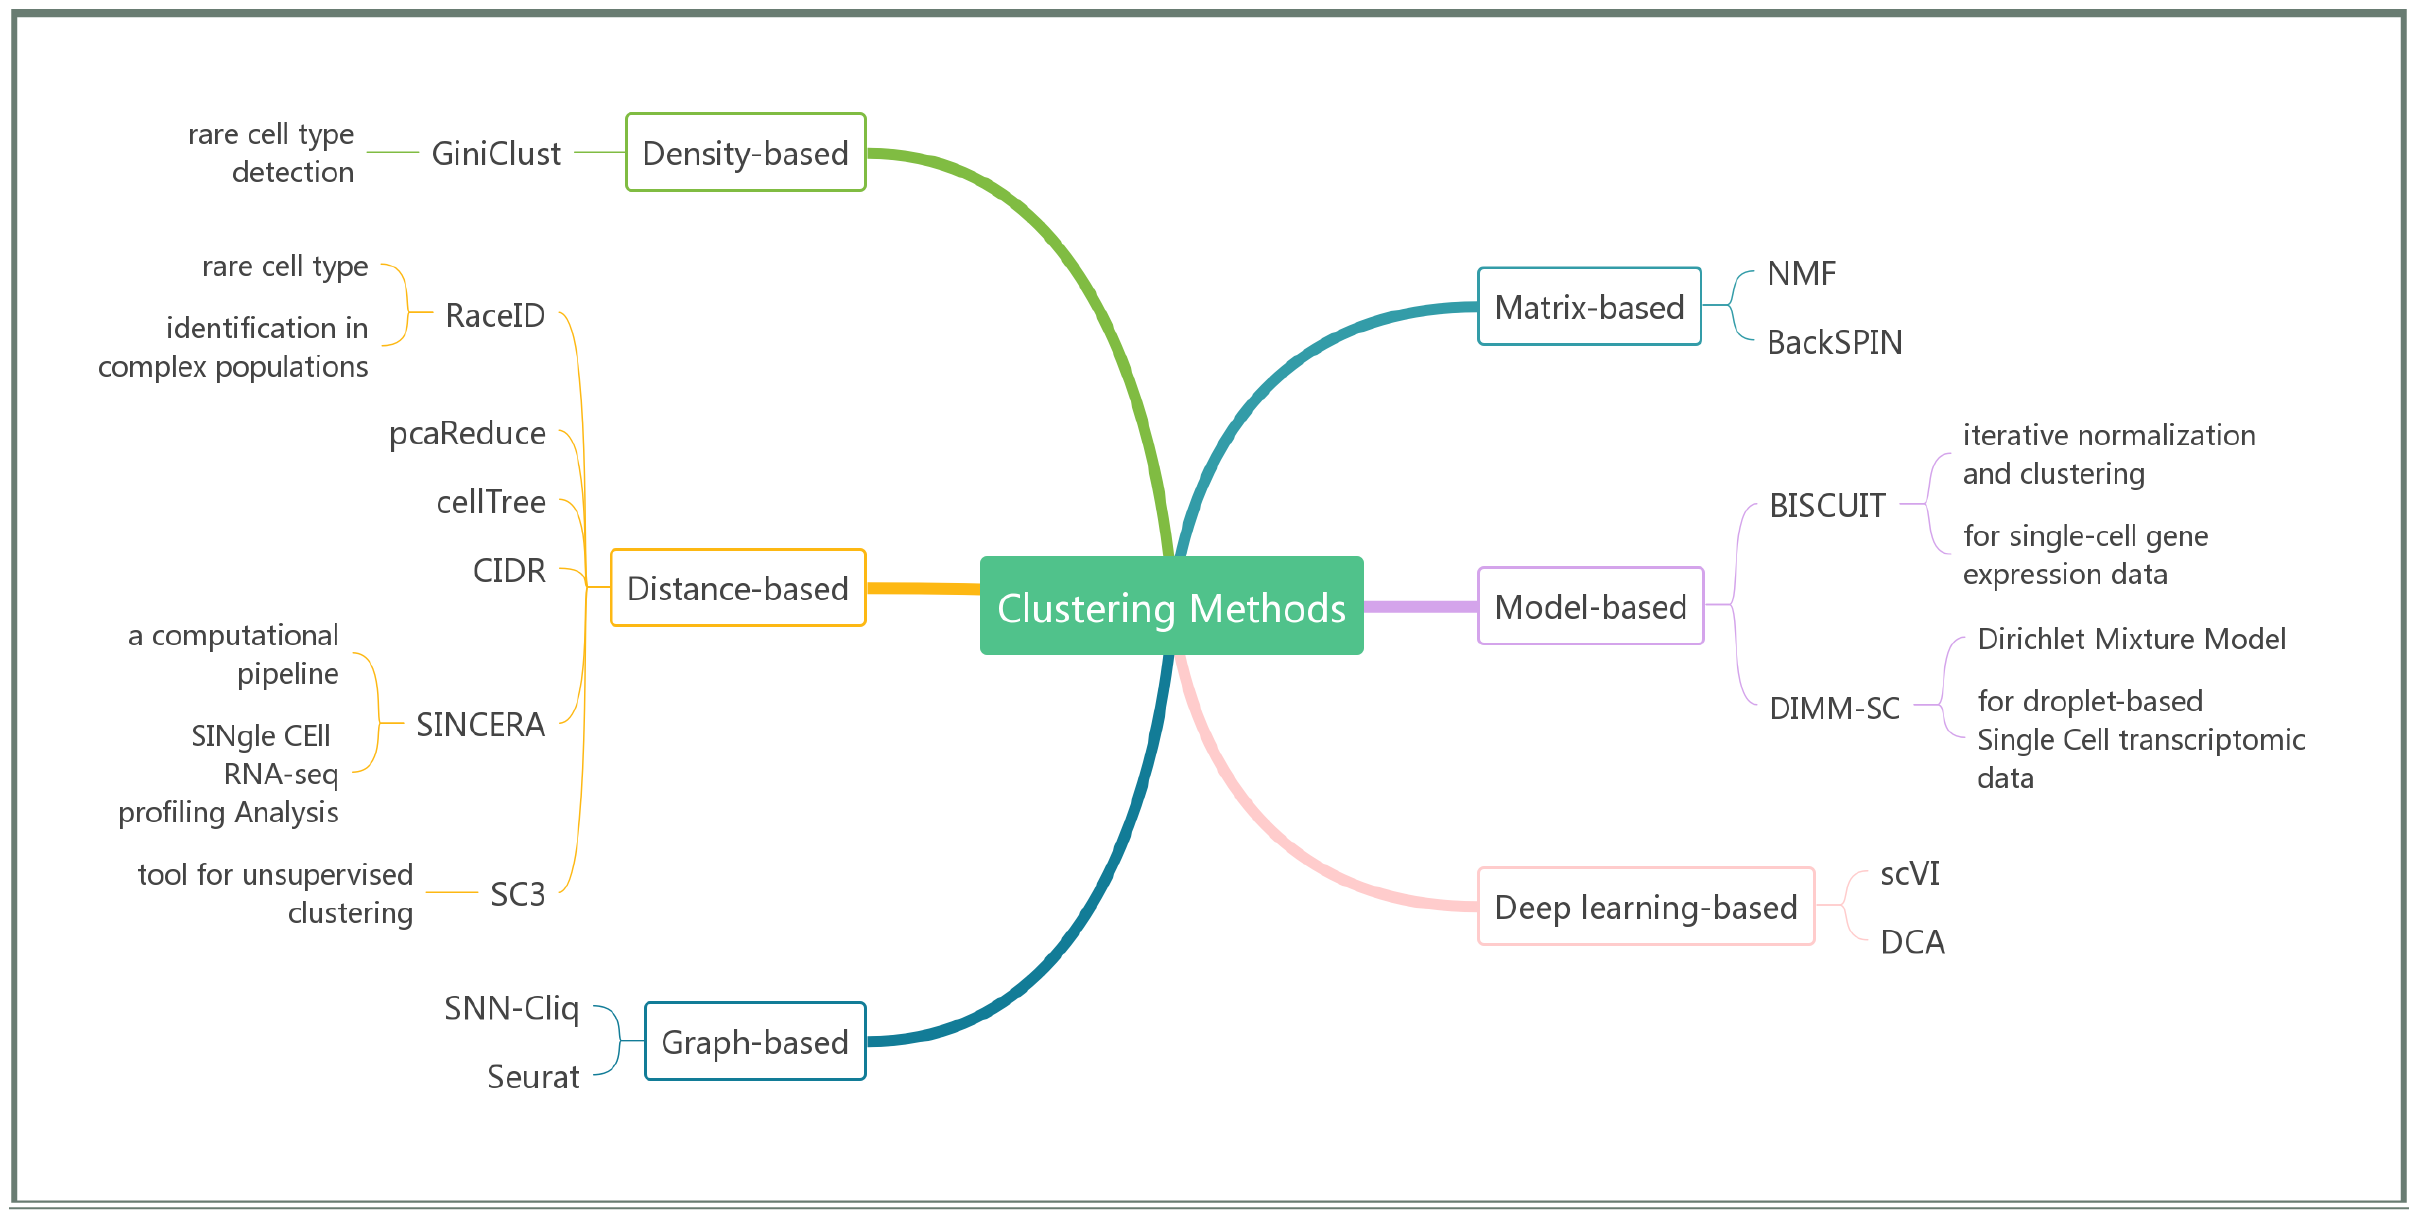 Clustering Methods
Density-based
GiniClust
rare cell type
detection
Distance-based
RaceID
rare cell type
identification in
complex populations
pcaReduce
cellTree
CIDR
SINCERA
a computational
pipeline
SINgle CEll
RNA-seq
profiling Analysis
SC3
tool for unsupervised
clustering
Graph-based
SNN-Cliq
Seurat
Matrix-based
NMF
BackSPIN
Model-based
BISCUIT
iterative normalization
and clustering
for single-cell gene
expression data
DIMM-SC
Dirichlet Mixture Model
for droplet-based
Single Cell transcriptomic
data
Deep learning-based
scVI
DCA